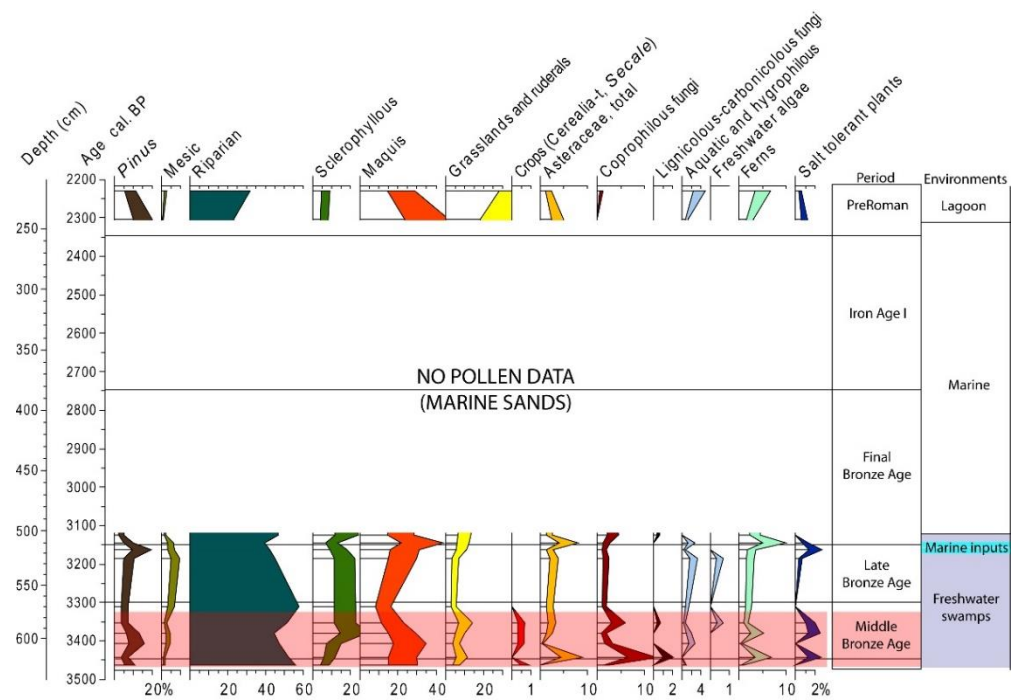 Depth (cm)
Age cal. BP
Pinus
Mesic
Riparian
Sclerophyllous
Maquis
Grasslands and ruderals
Crops (Cerealia-t, Secale)
Asteraceae, total
Coprophilous fungi
Lignicolous-carbonicolous fungi
Aquatic and hygrophilous
Freshwater algae
Ferns
Salt tolerant plants
Period
Environments
2200
2300
2400
2500
2600
2700
2800
2900
3000
3100
3200
3300
3400
3500
250
300
350
400
450
500
550
600
PreRoman
Lagoon
Iron Age I
Marine
NO POLLEN DATA
(MARINE SANDS)
Final
Bronze Age
Marine inputs
Late
Bronze Age
Freshwater
swamps
Middle
Bronze Age
20% 20 40 60 20 20 40 20 1 10 10 2 4 1 10 2%